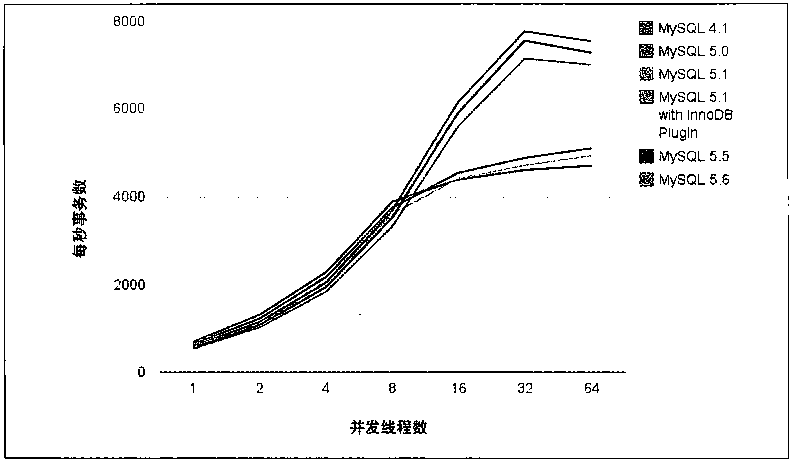 8000
6000
4000
2000
0
每秒事务数
1 2 4 8 16 32 64
并发线程数
MySQL 4.1
MySQL 5.0
MySQL 5.1
MySQL 5.1
with InnoDB
Plugin
MySQL 5.5
MySQL 5.6